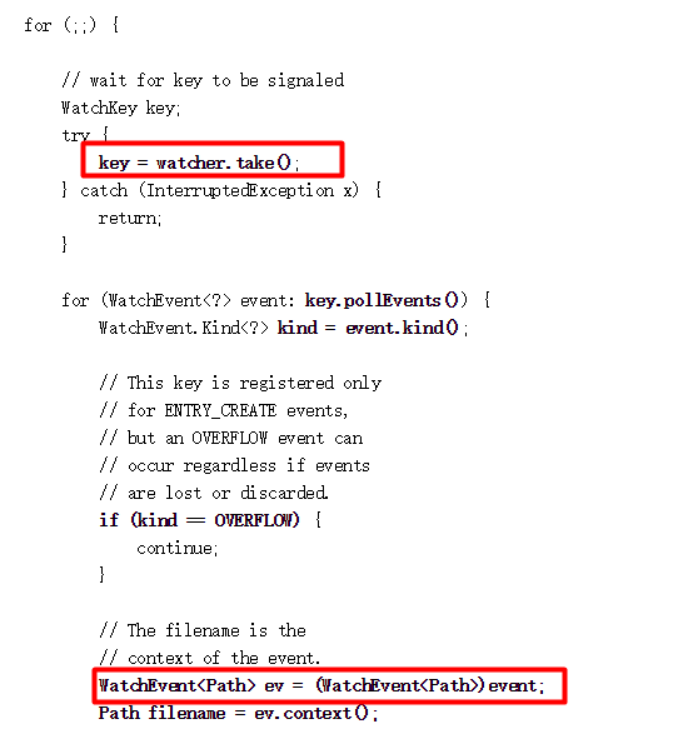 for (;;) {
// wait for key to be signaled
WatchKey key;
try {
key = watcher.take();
} catch (InterruptedException x) {
return;
}
for (WatchEvent<?> event: key.pollEvents()) {
WatchEvent.Kind<?> kind = event.kind();
// This key is registered only
// for ENTRY_CREATE events,
// but an OVERFLOW event can
// occur regardless if events
// are lost or discarded.
if (kind == OVERFLOW) {
continue;
}
// The filename is the
// context of the event.
WatchEvent<Path> ev = (WatchEvent<Path>)event;
Path filename = ev.context();